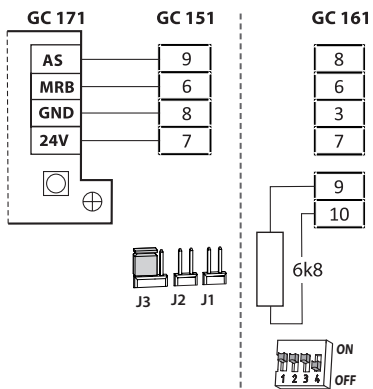 GC 171 GC 151 GC 161
AS 9 8
MRB 6 6
GND 8 3
24V 7 7
9
10
6k8
J3 J2 J1
ON
1 2 3 4
OFF